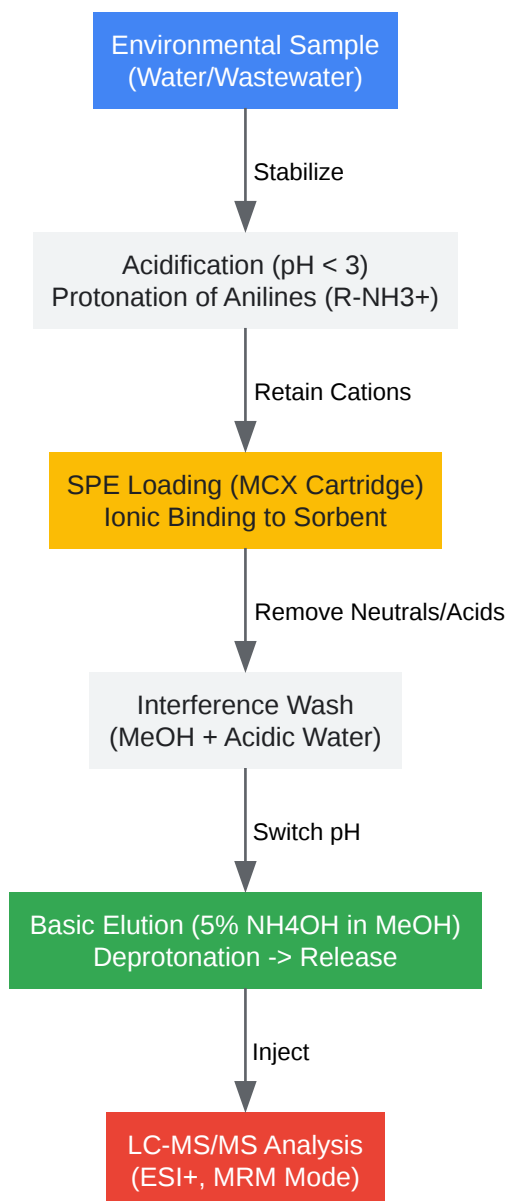 Environmental Sample
(Water/Wastewater)
Stabilize
Acidification (pH < 3)
Protonation of Anilines (R-NH3+)
Retain Cations
SPE Loading (MCX Cartridge)
Ionic Binding to Sorbent
Remove Neutrals/Acids
Interference Wash
(MeOH + Acidic Water)
Switch pH
Basic Elution (5% NH4OH in MeOH)
Deprotonation -> Release
Inject
LC-MS/MS Analysis
(ESI+, MRM Mode)